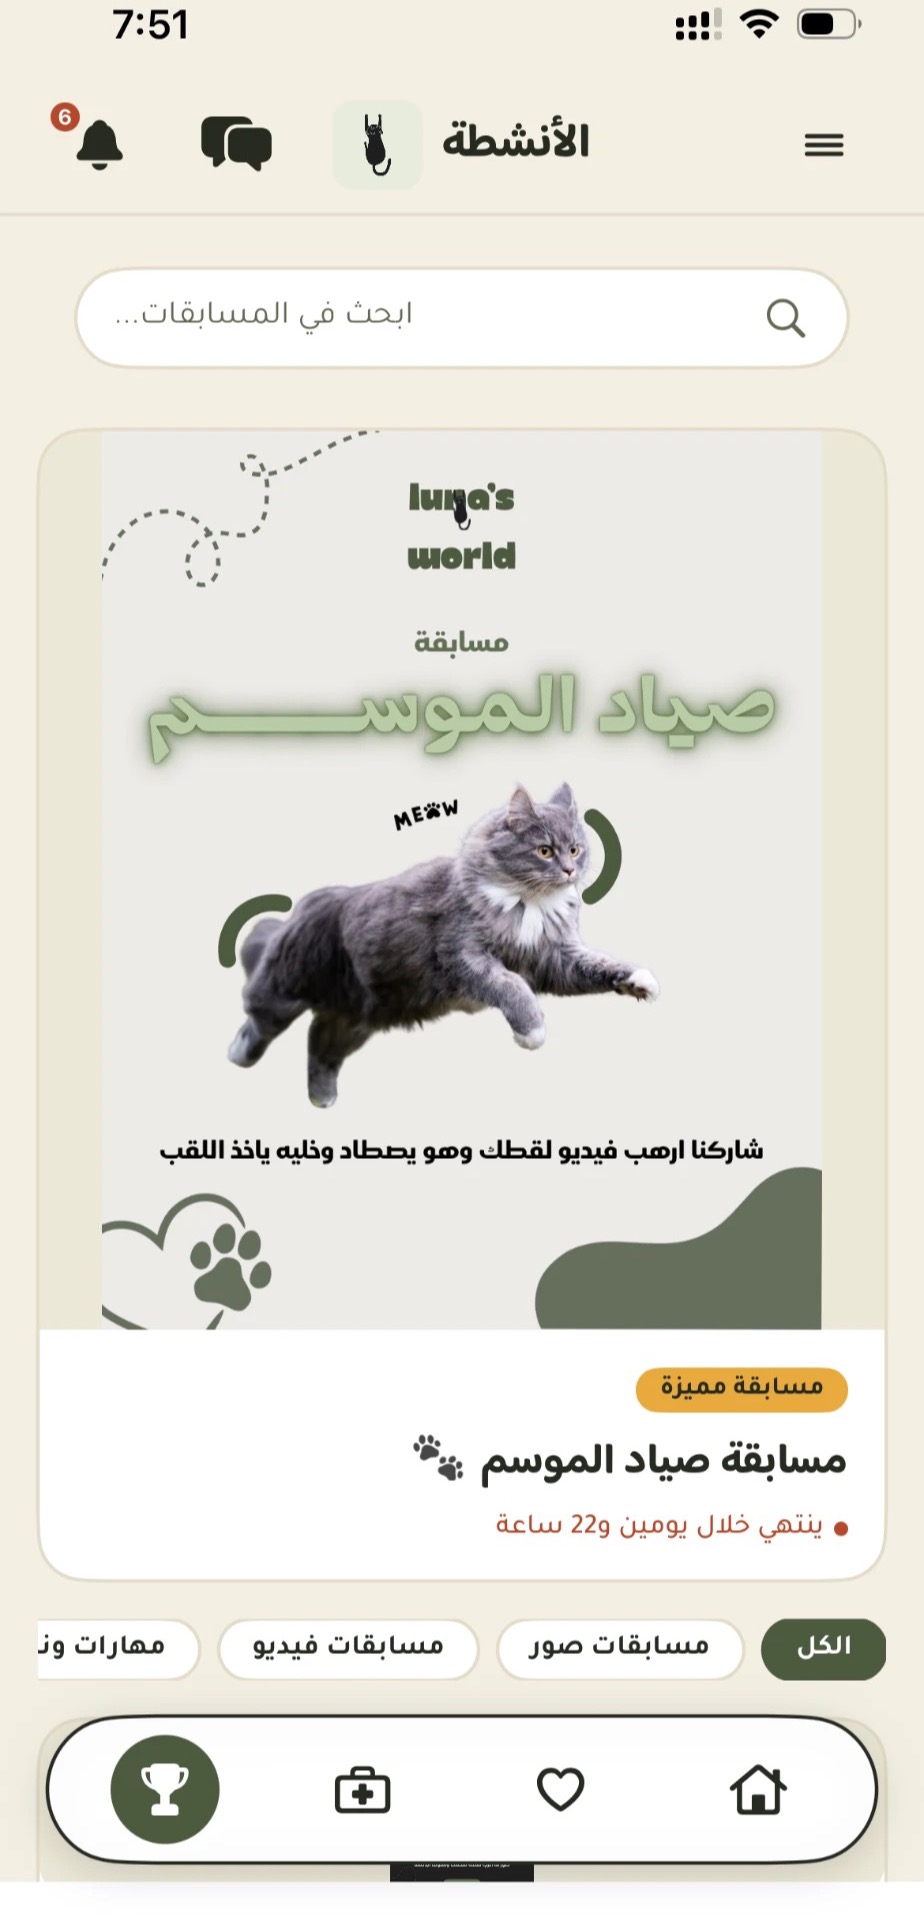 7:51
الأنشطة
6
ابحث في المسابقات...
luna's
world
مسابقة
صياد الموســـــم
MEOW
شاركنا ارهب فيديو لقطك وهو يصطاد وخليه ياخذ اللقب
مسابقة مميزة
مسابقة صياد الموسم
ينتهي خلال يومين و22 ساعة
الكل
مسابقات صور
مسابقات فيديو
مهارات